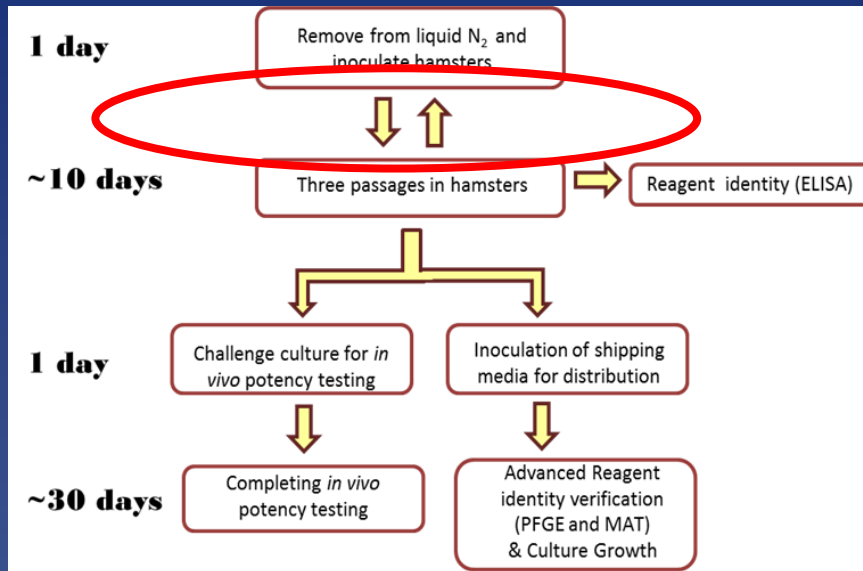 1 day
Remove from liquid N₂ and
inoculate hamsters
~10 days
Three passages in hamsters
Reagent identity (ELISA)
1 day
Challenge culture for in
vivo potency testing
Inoculation of shipping
media for distribution
~30 days
Completing in vivo
potency testing
Advanced Reagent
identity verification
(PFGE and MAT)
& Culture Growth